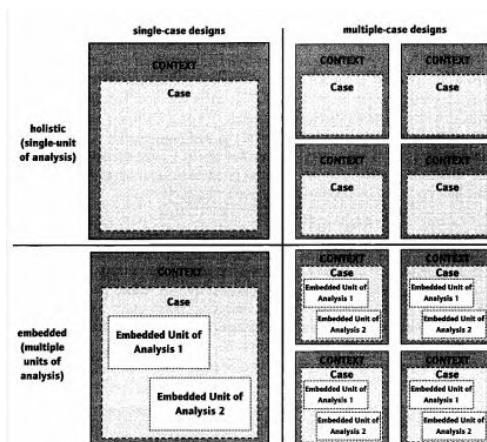 single-case designs
multiple-case designs
CONTEXT
Case
CONTEXT
Case
CONTEXT
Case
holistic
(single-unit
of analysis)
CONTEXT
Case
CONTEXT
Case
CONTEXT
Case
Embedded Unit of
Analysis 1
Embedded Unit of
Analysis 2
embedded
(multiple
units of
analysis)
CONTEXT
Case
Embedded Unit of
Analysis 1
Embedded Unit of
Analysis 2
CONTEXT
Case
Embedded Unit of
Analysis 1
Embedded Unit of
Analysis 2
CONTEXT
Case
Embedded Unit of
Analysis 1
Embedded Unit of
Analysis 2
CONTEXT
Case
Embedded Unit of
Analysis 1
Embedded Unit of
Analysis 2